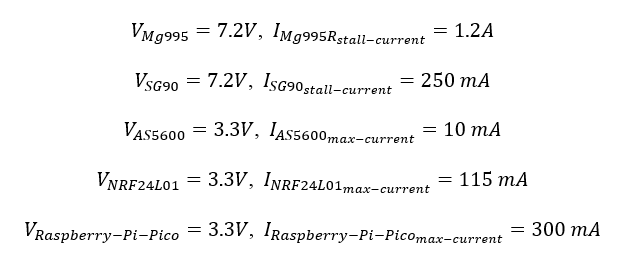 V_Mg995 = 7.2V, I_Mg995R_stall−current = 1.2A
V_SG90 = 7.2V, I_SG90_stall−current = 250 mA
V_AS5600 = 3.3V, I_AS5600_max−current = 10 mA
V_NRF24L01 = 3.3V, I_NRF24L01_max−current = 115 mA
V_Raspberry−Pi−Pico = 3.3V, I_Raspberry−Pi−Pico_max−current = 300 mA